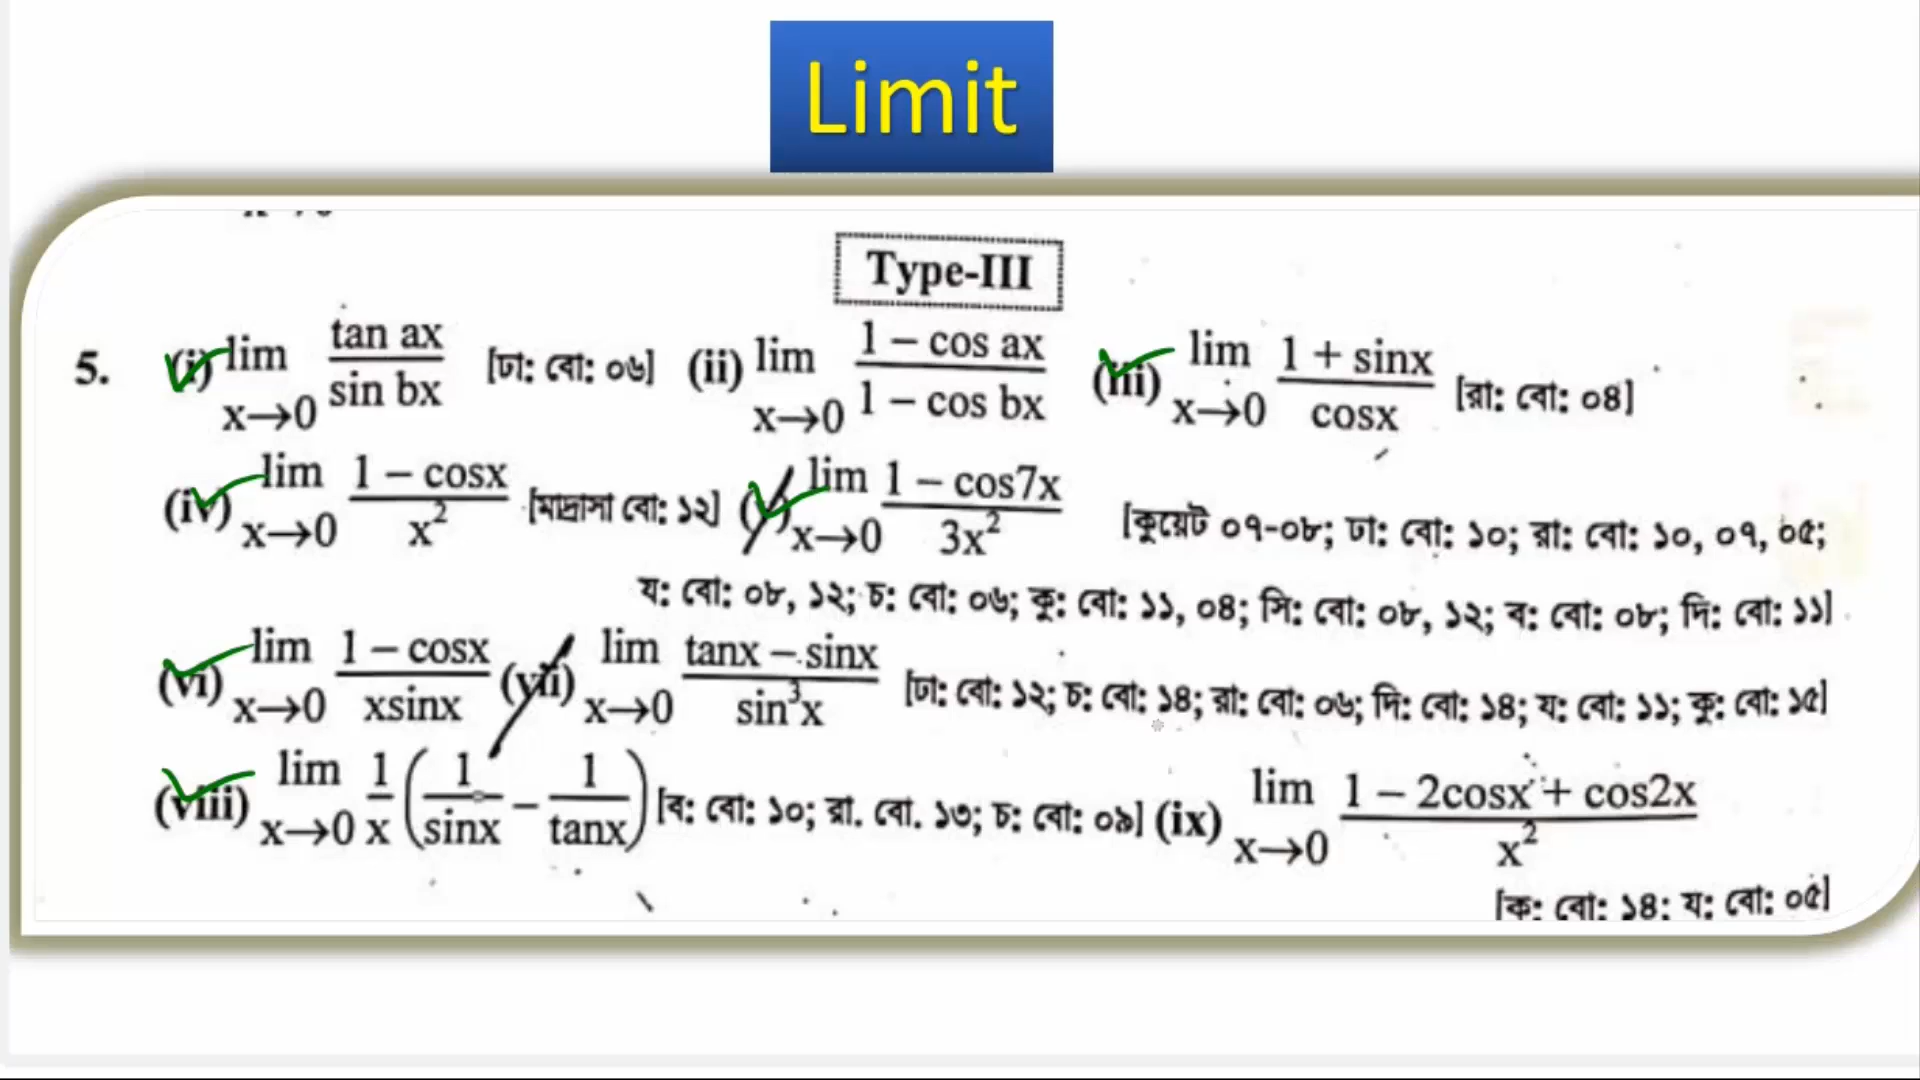 Limit
Type-III
5. (i) lim x→0 tan ax / sin bx [ঢা: বো: ০৬] (ii) lim x→0 1 – cos ax / 1 – cos bx (iii) lim x→0 1 + sinx / cosx [রা: বো: ০৪]
(iv) lim x→0 1 – cosx / x² [মাদ্রাসা বো: ১২] (v) lim x→0 1 – cos7x / 3x² [কুয়েট ০৭-০৮; ঢা: বো: ১০; রা: বো: ১০, ০৭, ০৫;
য: বো: ০৮, ১২; চ: বো: ০৬; কু: বো: ১১, ০৪; সি: বো: ০৮, ১২; ব: বো: ০৮; দি: বো: ১১]
(vi) lim x→0 1 – cosx / xsinx (vii) lim x→0 tanx – sinx / sin³x [ঢা: বো: ১২; চ: বো: ১৪; রা: বো: ০৬; দি: বো: ১৪; য: বো: ১১; কু: বো: ১৫]
(viii) lim x→0 1/x (1/sinx – 1/tanx) [ব: বো: ১০; রা. বো. ১৩; চ: বো: ০৯] (ix) lim x→0 1 – 2cosx + cos2x / x²
[ক: বো: ১৪: য: বো: ০৫]